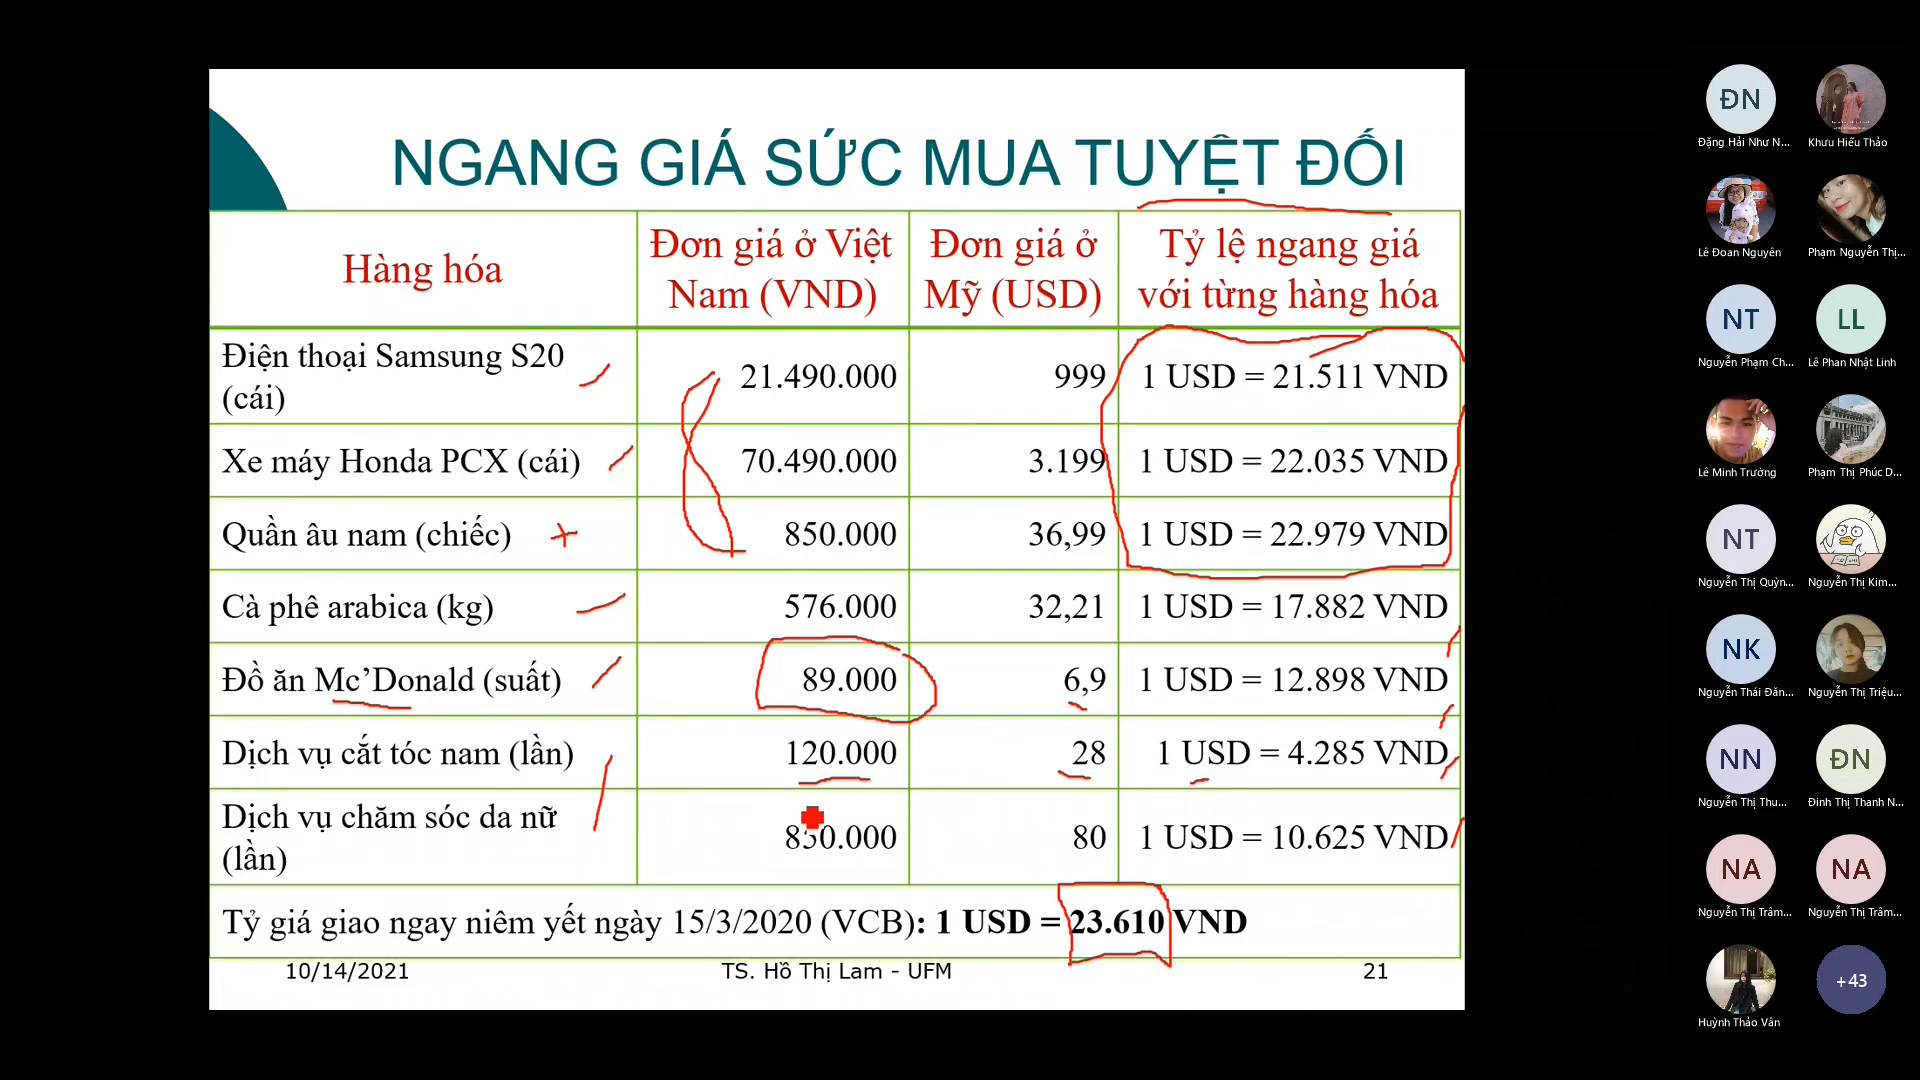 NGANG GIÁ SỨC MUA TUYỆT ĐỐI
Hàng hóa
Đơn giá ở Việt
Nam (VND)
Đơn giá ở
Mỹ (USD)
Tỷ lệ ngang giá
với từng hàng hóa
Điện thoại Samsung S20
(cái)
21.490.000
999
1 USD = 21.511 VND
Xe máy Honda PCX (cái)
70.490.000
3.199
1 USD = 22.035 VND
Quần âu nam (chiếc)
850.000
36,99
1 USD = 22.979 VND
Cà phê arabica (kg)
576.000
32,21
1 USD = 17.882 VND
Đồ ăn Mc’Donald (suất)
89.000
6,9
1 USD = 12.898 VND
Dịch vụ cắt tóc nam (lần)
120.000
28
1 USD = 4.285 VND
Dịch vụ chăm sóc da nữ
(lần)
850.000
80
1 USD = 10.625 VND
Tỷ giá giao ngay niêm yết ngày 15/3/2020 (VCB): 1 USD = 23.610 VND
10/14/2021
TS. Hồ Thị Lam - UFM
21
ĐN
Đặng Hải Như N...
Khưu Hiếu Thảo
Lê Đoan Nguyên
Phạm Nguyễn Thị...
NT
Nguyễn Phạm Ch...
LL
Lê Phan Nhật Linh
Lê Minh Trường
Phạm Thị Phúc D...
NT
Nguyễn Thị Quỳn...
Nguyễn Thị Kim...
NK
Nguyễn Thái Đăn...
Nguyễn Thị Triệu...
NN
Nguyễn Thị Thu...
ĐN
Đinh Thị Thanh N...
NA
Nguyễn Thị Trâm...
NA
Nguyễn Thị Trâm...
Huỳnh Thảo Vân
+43